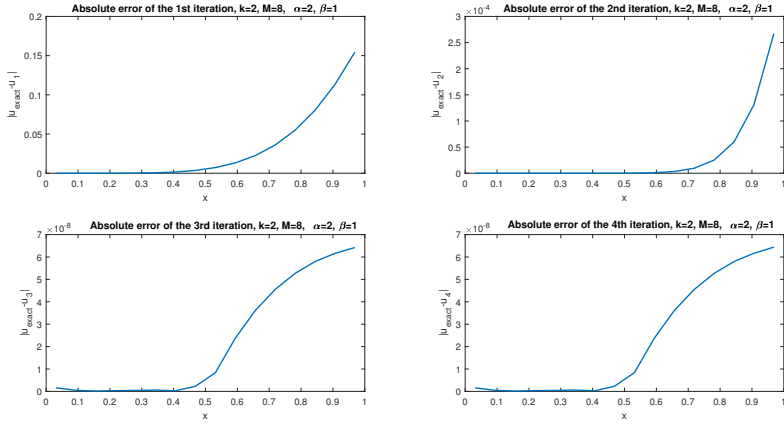 Absolute error of the 1st iteration, k=2, M=8, α=2, β=1
0.2
0.15
0.1
0.05
0
|u_exact-u_1|
0 0.1 0.2 0.3 0.4 0.5 0.6 0.7 0.8 0.9 1
x
Absolute error of the 2nd iteration, k=2, M=8, α=2, β=1
×10^-4
3
2.5
2
1.5
1
0.5
0
|u_exact-u_2|
0 0.1 0.2 0.3 0.4 0.5 0.6 0.7 0.8 0.9 1
x
Absolute error of the 3rd iteration, k=2, M=8, α=2, β=1
×10^-8
7
6
5
4
3
2
1
0
|u_exact-u_3|
0 0.1 0.2 0.3 0.4 0.5 0.6 0.7 0.8 0.9 1
x
Absolute error of the 4th iteration, k=2, M=8, α=2, β=1
×10^-8
7
6
5
4
3
2
1
0
|u_exact-u_4|
0 0.1 0.2 0.3 0.4 0.5 0.6 0.7 0.8 0.9 1
x